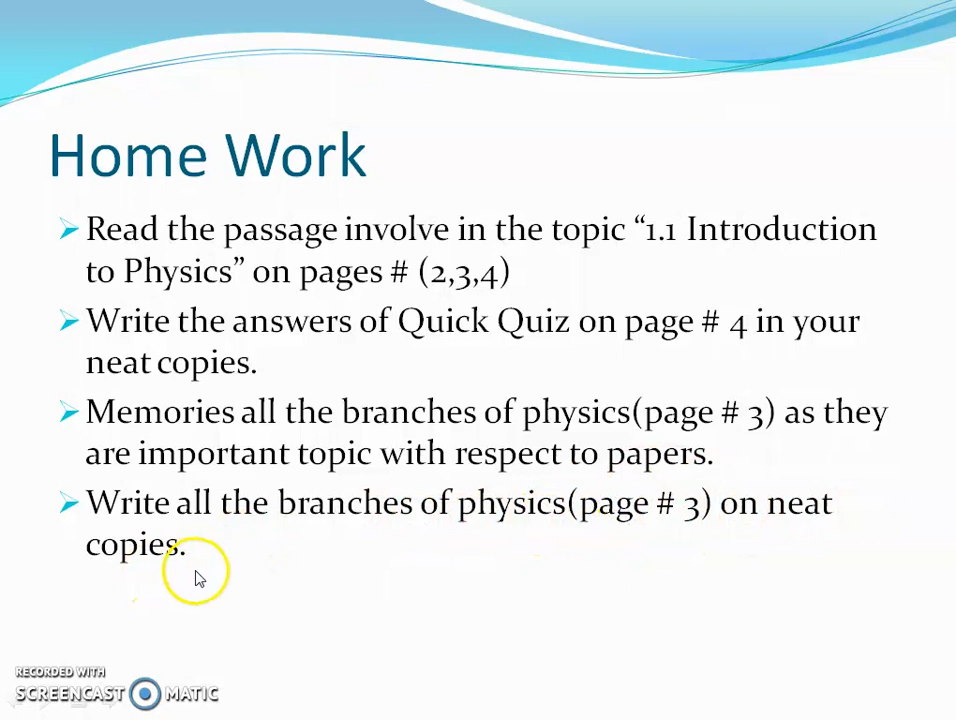 Home Work
Read the passage involve in the topic “1.1 Introduction
to Physics” on pages # (2,3,4)
Write the answers of Quick Quiz on page # 4 in your
neat copies.
Memories all the branches of physics(page # 3) as they
are important topic with respect to papers.
Write all the branches of physics(page # 3) on neat
copies.
RECORDED WITH
SCREENCAST MATIC